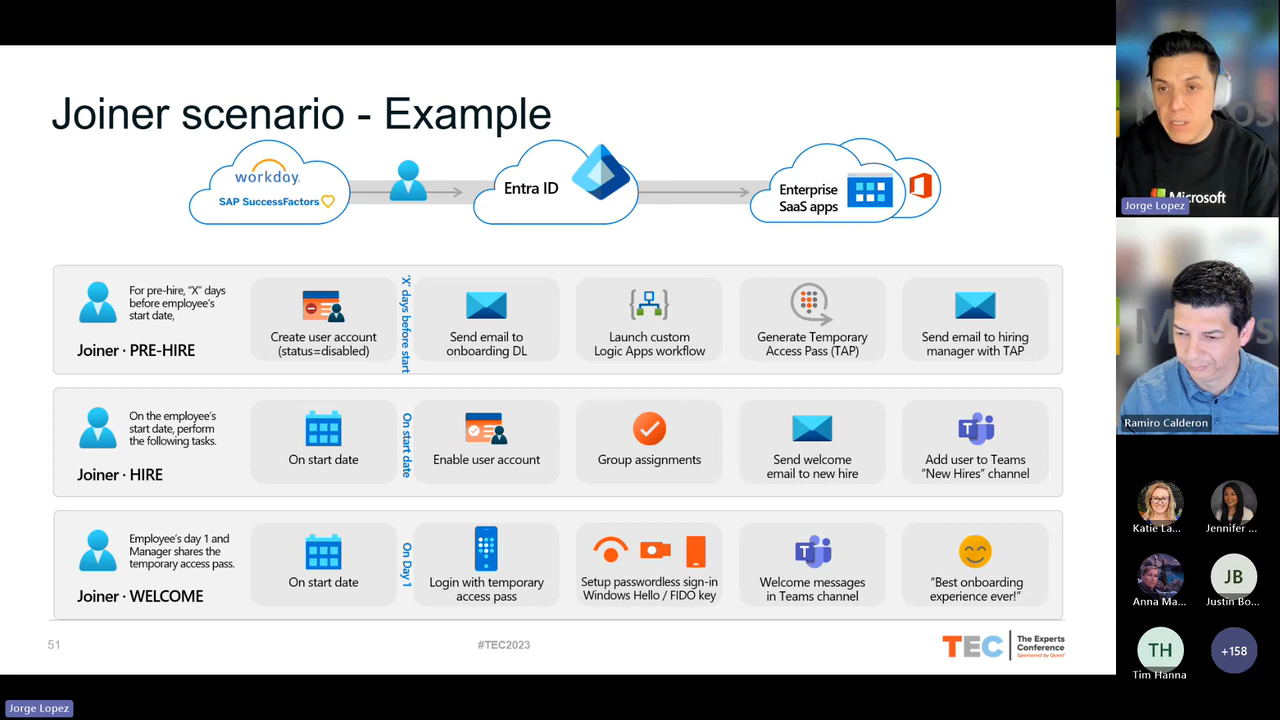 Joiner scenario - Example
workday.
SAP SuccessFactors
Entra ID
Enterprise
SaaS apps
For pre-hire, "X" days
before employee's
start date,
Joiner · PRE-HIRE
Create user account
(status=disabled)
'X' days before start
Send email to
onboarding DL
Launch custom
Logic Apps workflow
Generate Temporary
Access Pass (TAP)
Send email to hiring
manager with TAP
On the employee's
start date, perform
the following tasks.
Joiner · HIRE
On start date
On start date
Enable user account
Group assignments
Send welcome
email to new hire
T
Add user to Teams
"New Hires" channel
Employee's day 1 and
Manager shares the
temporary access pass.
Joiner · WELCOME
On start date
On Day 1
Login with temporary
access pass
Setup passwordless sign-in
Windows Hello / FIDO key
T
Welcome messages
in Teams channel
"Best onboarding
experience ever!"
51
#TEC2023
TEC
The Experts
Conference
Sponsored by Quest
Microsoft
Jorge Lopez
Ramiro Calderon
Katie La...
Jennifer ...
Anna Ma...
JB
Justin Bo...
TH
Tim Hanna
+158
Jorge Lopez